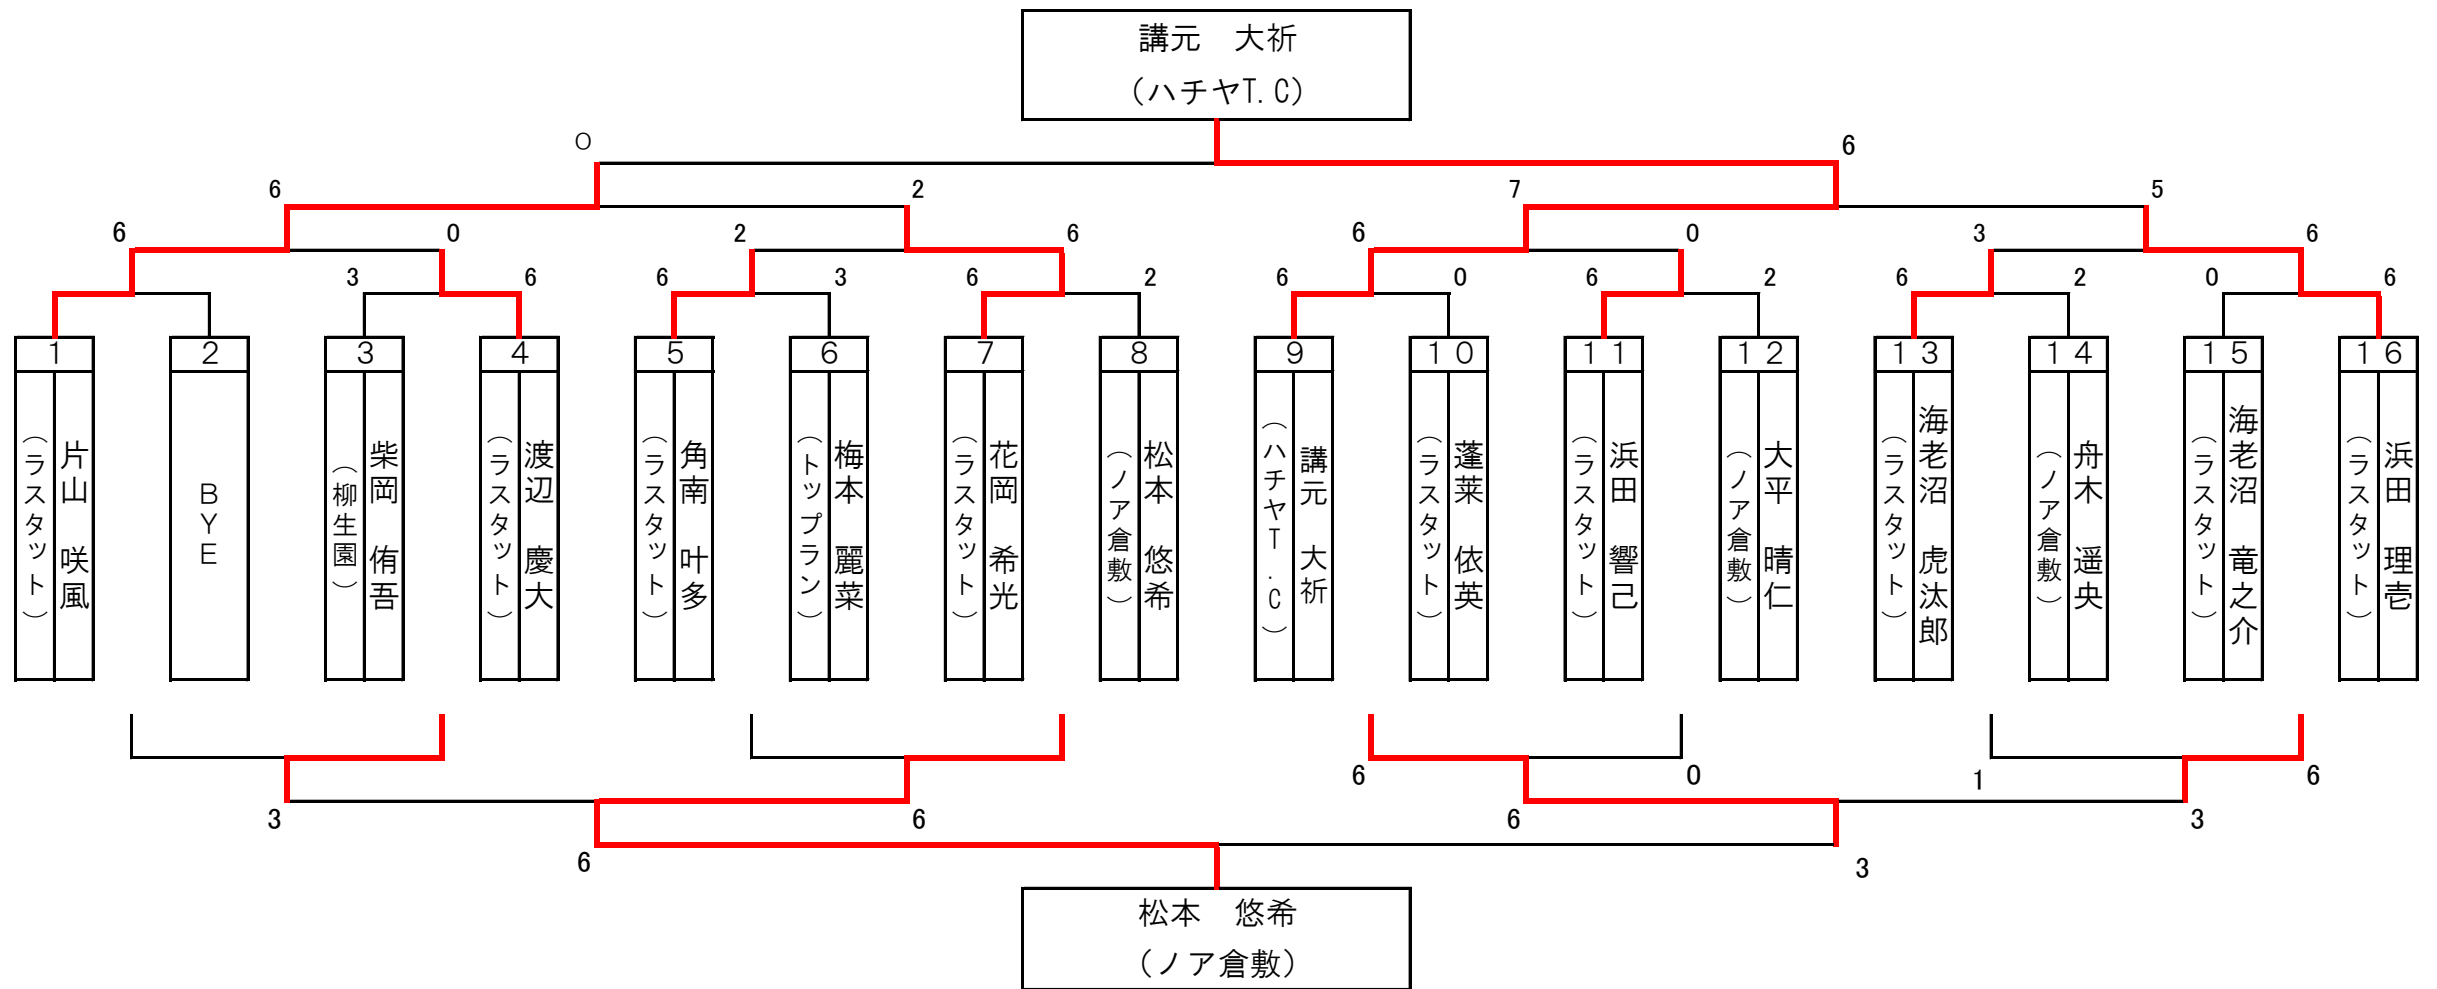 講元　大祈
(ハチヤT.C)
0 6
6 2 7 5
6 0 2 6 6 0 3 6
3 6 6 3 6 2 6 0 6 2 6 2 0 6
1 2 3 4 5 6 7 8 9 10 11 12 13 14 15 16
片山　咲風
(ラスタット)
BYE
柴岡　侑吾
(柳生園)
渡辺　慶大
(ラスタット)
角南　叶多
(ラスタット)
梅本　麗菜
(トップラン)
花岡　希光
(ラスタット)
松本　悠希
(ノア倉敷)
講元　大祈
(ハチヤT.C)
蓬莱　依英
(ラスタット)
浜田　響己
(ラスタット)
大平　晴仁
(ノア倉敷)
海老沼　虎汰郎
(ラスタット)
舟木　遥央
(ノア倉敷)
海老沼　竜之介
(ラスタット)
浜田　理壱
(ラスタット)
6 0 1 6
3 6 6 3
6 3
松本　悠希
(ノア倉敷)